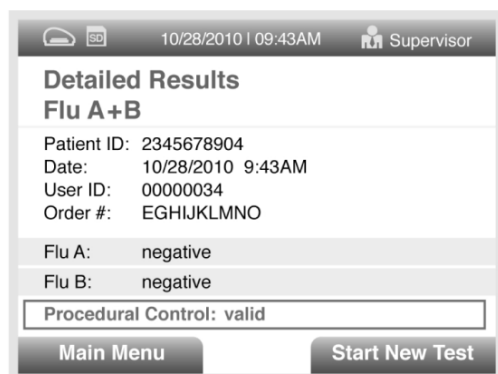 SD 10/28/2010 | 09:43AM Supervisor
Detailed Results
Flu A+B
Patient ID: 2345678904
Date: 10/28/2010 9:43AM
User ID: 00000034
Order #: EGHIJKLMNO
Flu A: negative
Flu B: negative
Procedural Control: valid
Main Menu Start New Test